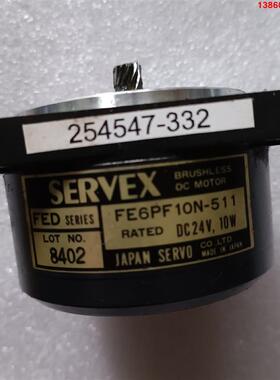 13860
254547-332
SERVEX
BRUSHLESS
DC MOTOR
FED SERIES
FE6PF10N-511
LOT NO.
8402
RATED DC24V, 10W
JAPAN SERVO CO.,LTD.
MADE IN JAPAN